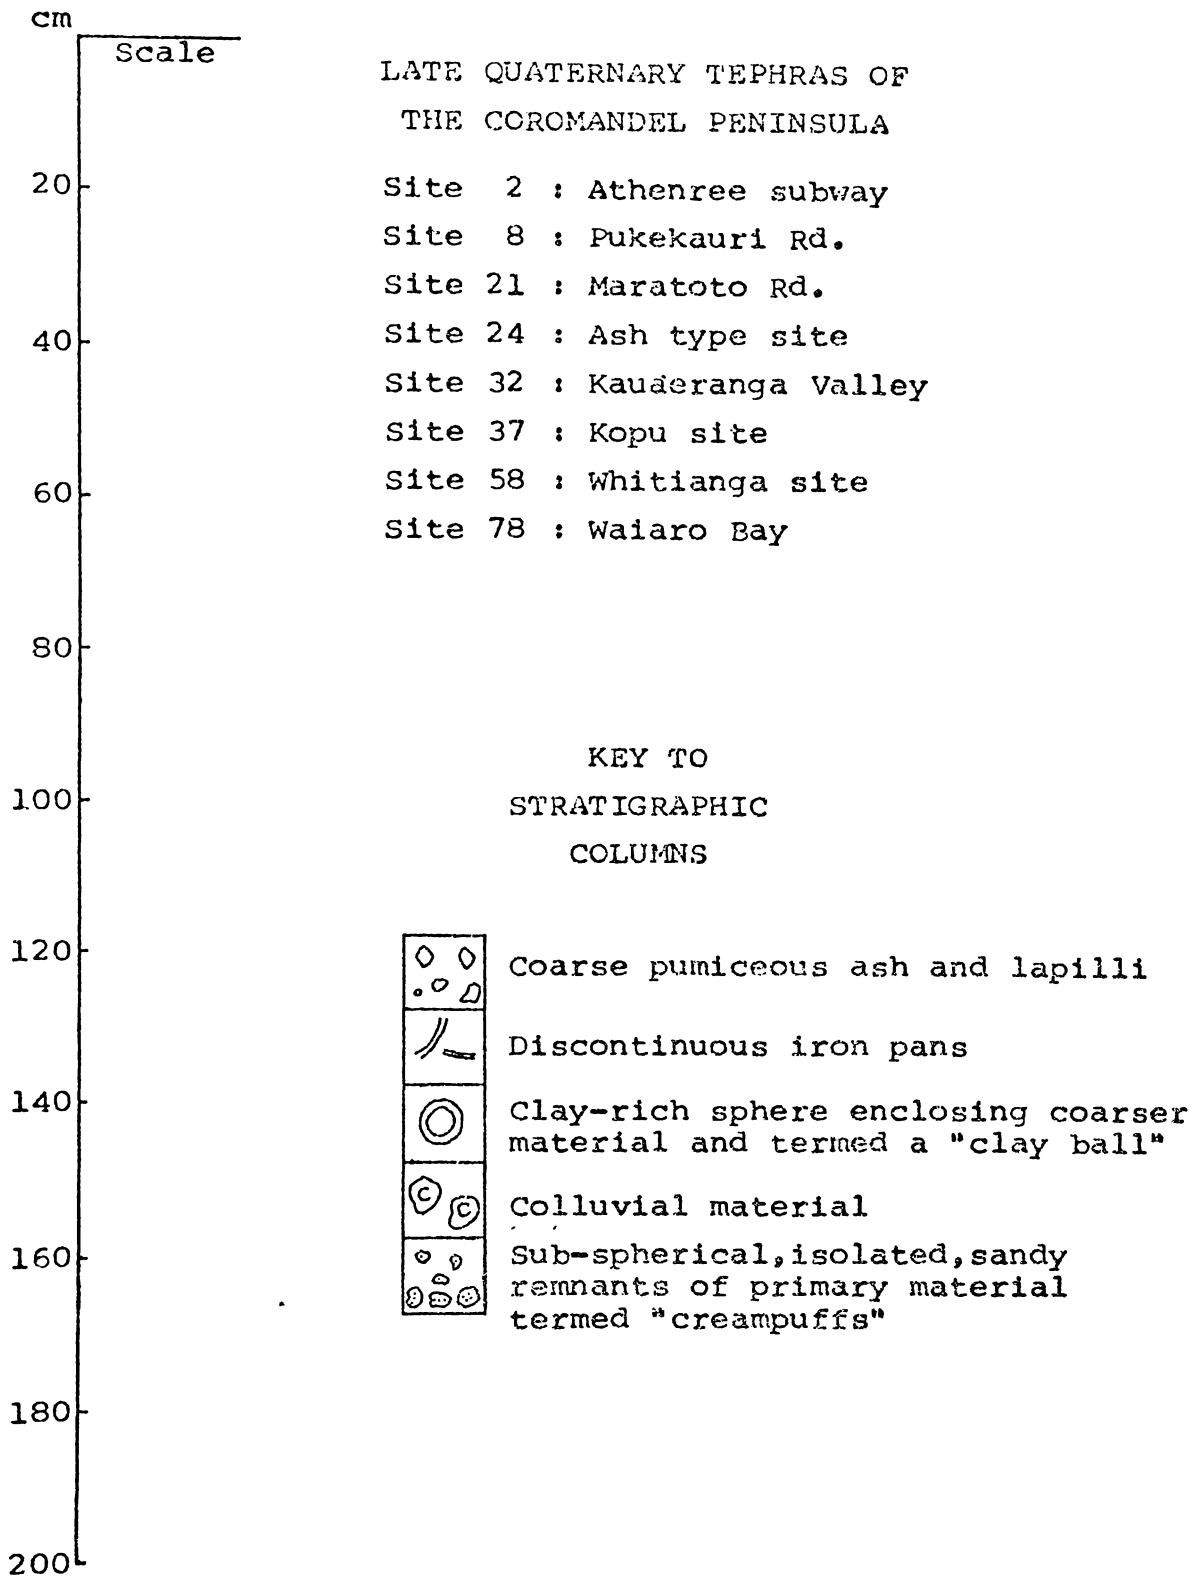 cm
Scale
LATE QUATERNARY TEPHRAS OF
THE COROMANDEL PENINSULA
20
Site 2 : Athenree subway
Site 8 : Pukekauri Rd.
Site 21 : Maratoto Rd.
40
Site 24 : Ash type site
Site 32 : Kauaeranga Valley
Site 37 : Kopu site
60
Site 58 : Whitianga site
Site 78 : Waiaro Bay
80
KEY TO
100
STRATIGRAPHIC
COLUMNS
120
Coarse pumiceous ash and lapilli
Discontinuous iron pans
140
Clay-rich sphere enclosing coarser
material and termed a "clay ball"
C C
Colluvial material
160
Sub-spherical,isolated,sandy
remnants of primary material
termed "creampuffs"
180
200